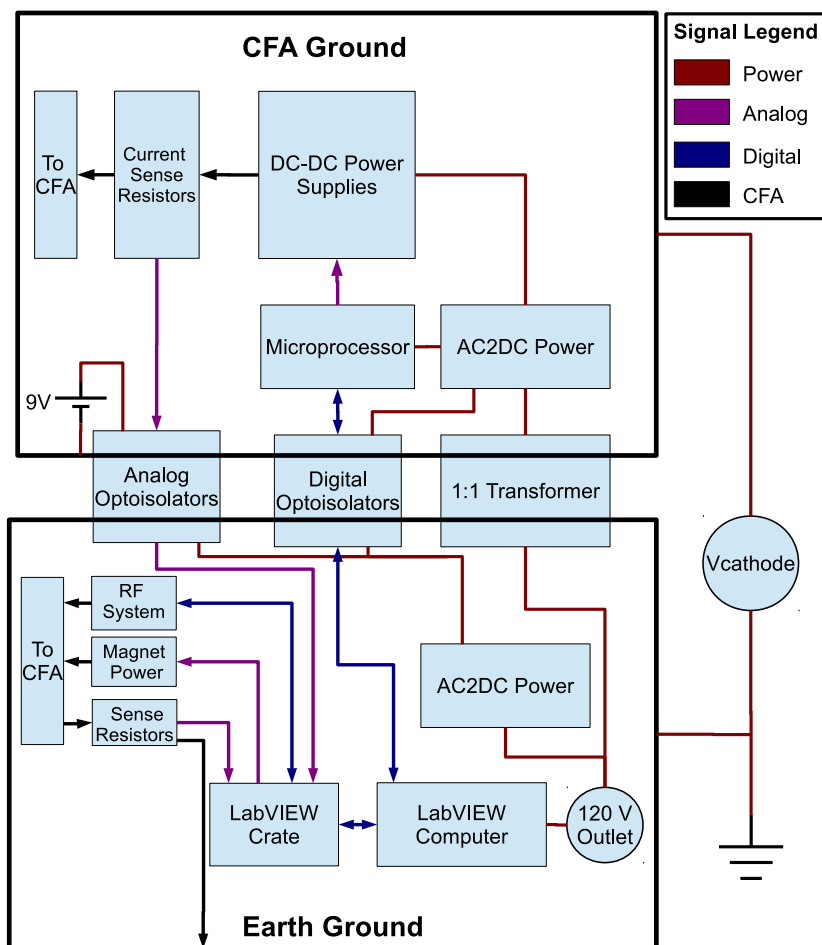 CFA Ground
Signal Legend
Power
Analog
Digital
CFA
To
CFA
Current
Sense
Resistors
DC-DC Power
Supplies
Microprocessor
AC2DC Power
9V
Analog
Optoisolators
Digital
Optoisolators
1:1 Transformer
Vcathode
To
CFA
RF
System
Magnet
Power
Sense
Resistors
AC2DC Power
LabVIEW
Crate
LabVIEW
Computer
120 V
Outlet
Earth Ground